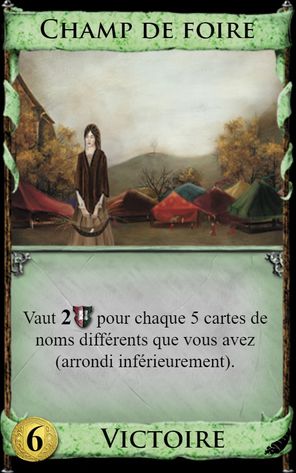 CHAMP DE FOIRE
Vaut 2 pour chaque 5 cartes de
noms différents que vous avez
(arrondi inférieurement).
6 VICTOIRE